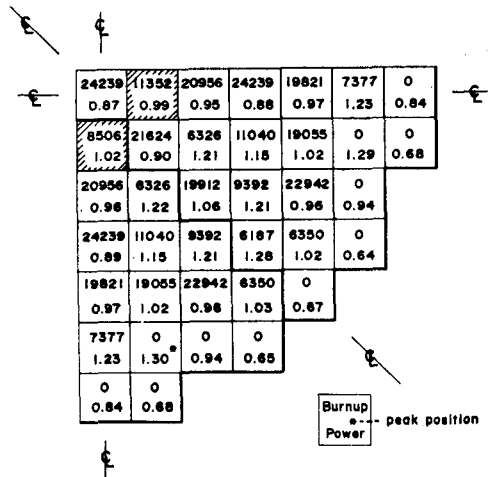 ℄ ℄
24239 11352 20956 24239 19821 7377 0
0.87 0.99 0.95 0.88 0.97 1.23 0.84
℄ ℄
8506 21624 6326 11040 19055 0 0
1.02 0.90 1.21 1.15 1.02 1.29 0.68
20956 6326 19912 9392 22942 0
0.96 1.22 1.06 1.21 0.96 0.94
24239 11040 9392 6187 6350 0
0.89 1.15 1.21 1.28 1.02 0.64
19821 19055 22942 6350 0
0.97 1.02 0.96 1.03 0.67
7377 0 0 0
1.23 1.30 0.94 0.65
℄
0 0
0.84 0.68
Burnup
Power
peak position
℄